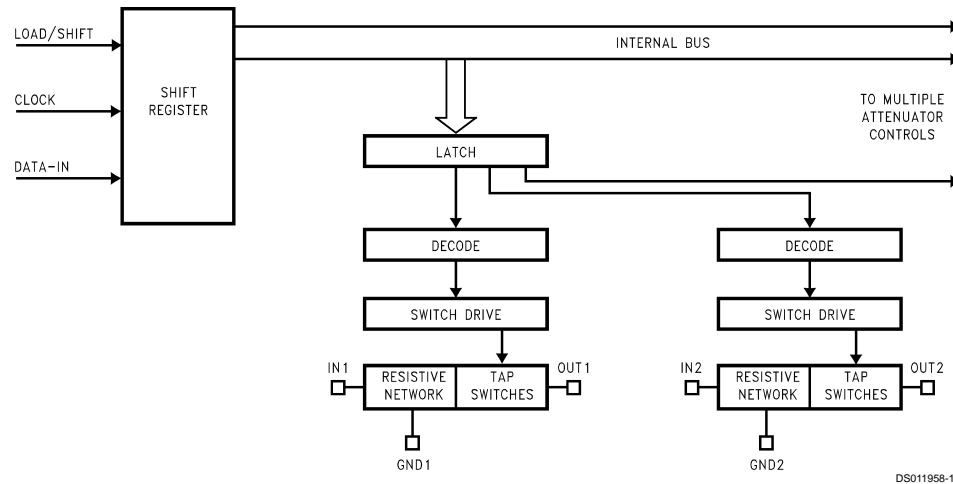 LOAD/SHIFT
CLOCK
DATA-IN
SHIFT
REGISTER
INTERNAL BUS
TO MULTIPLE
ATTENUATOR
CONTROLS
LATCH
DECODE
DECODE
SWITCH DRIVE
SWITCH DRIVE
IN1
RESISTIVE
NETWORK
TAP
SWITCHES
OUT1
GND1
IN2
RESISTIVE
NETWORK
TAP
SWITCHES
OUT2
GND2
DS011958-1